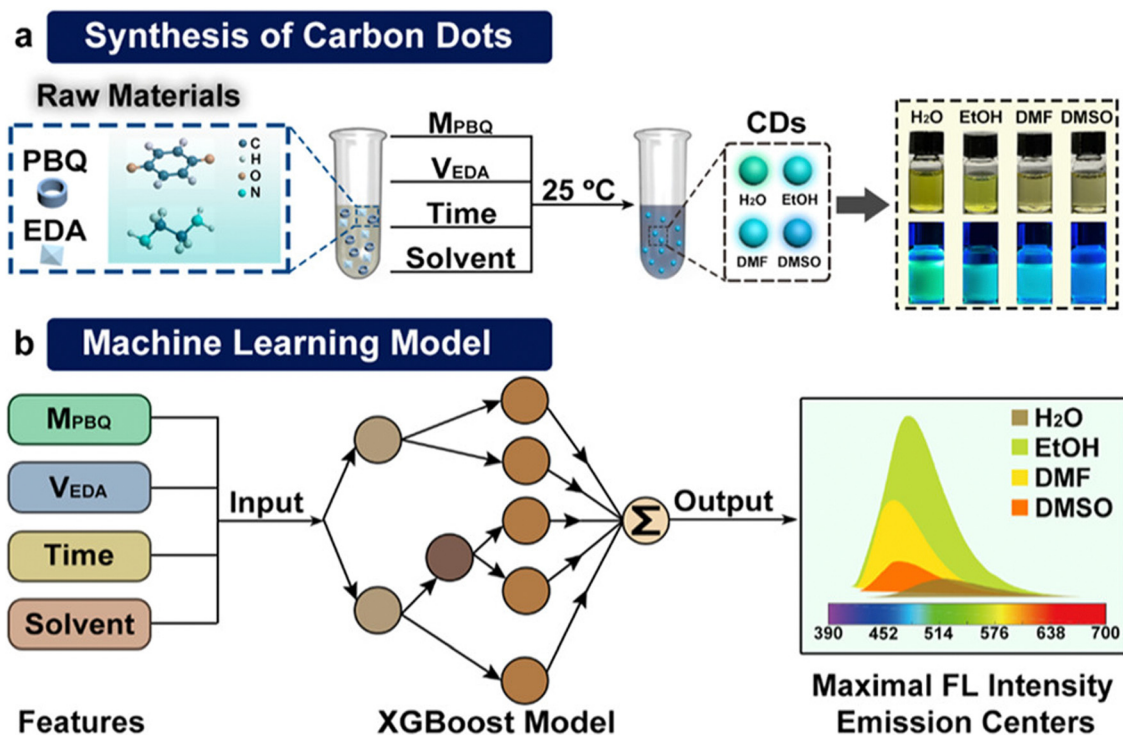 a Synthesis of Carbon Dots
Raw Materials
PBQ
EDA
C
H
O
N
MPBQ
VEDA
Time
Solvent
25 ºC
CDs
H2O EtOH
DMF DMSO
H2O EtOH DMF DMSO
b Machine Learning Model
MPBQ
VEDA
Time
Solvent
Features
Input
XGBoost Model
Σ
Output
H2O
EtOH
DMF
DMSO
390 452 514 576 638 700
Maximal FL Intensity
Emission Centers